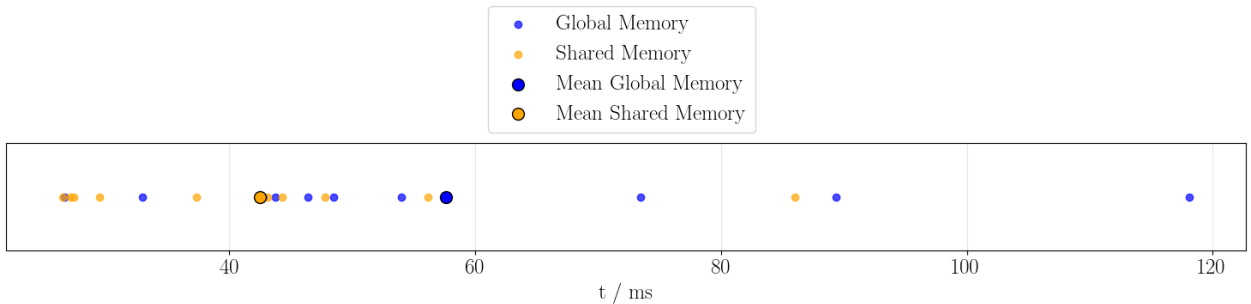 Global Memory
Shared Memory
Mean Global Memory
Mean Shared Memory
40 60 80 100 120
t / ms